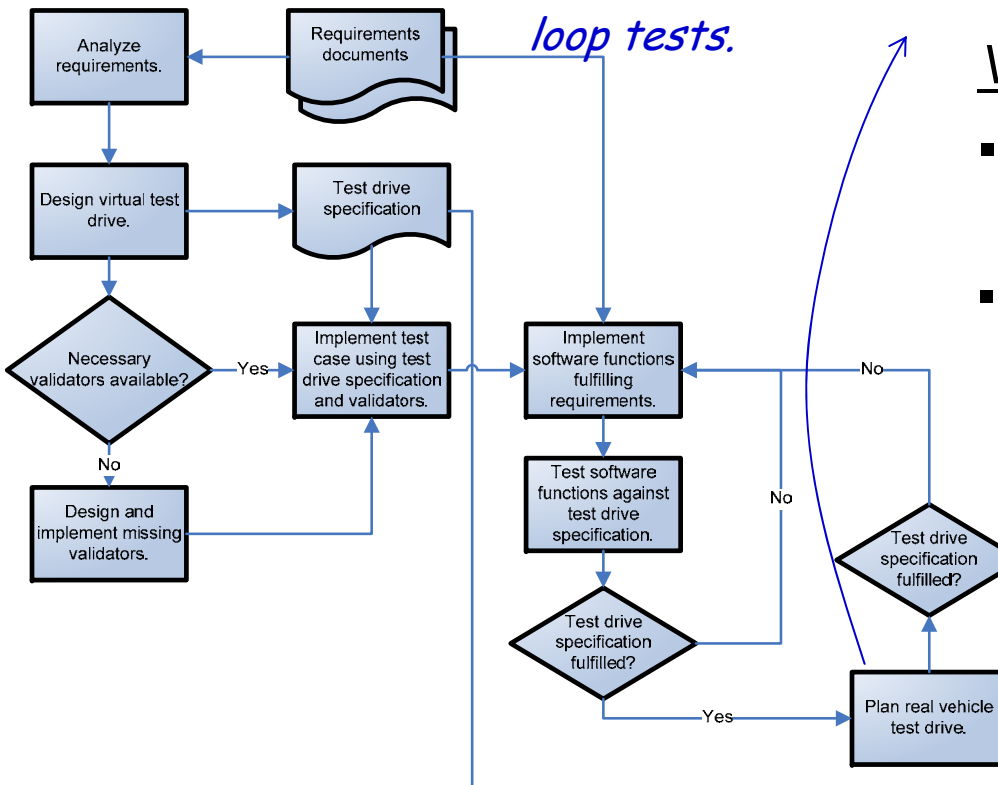 loop tests.
Analyze
requirements.
Requirements
documents
Design virtual test
drive.
Test drive
specification
Necessary
validators available?
Yes
Implement test
case using test
drive specification
and validators.
Implement
software functions
fulfilling
requirements.
No
No
Design and
implement missing
validators.
Test software
functions against
test drive
specification.
No
Test drive
specification
fulfilled?
Test drive
specification
fulfilled?
Yes
Plan real vehicle
test drive.